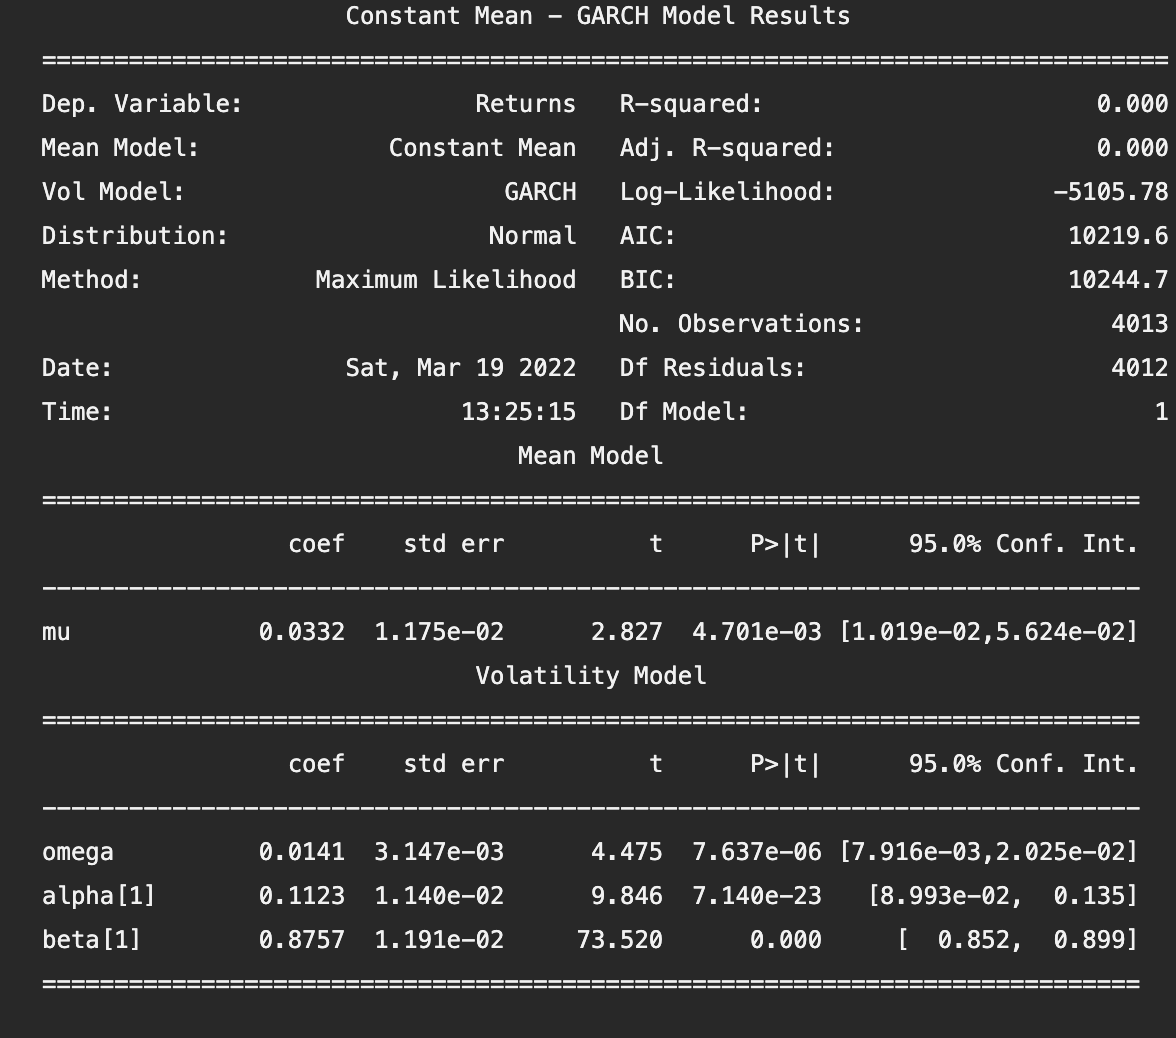 Constant Mean - GARCH Model Results
==============================================================================
Dep. Variable:                Returns   R-squared:                       0.000
Mean Model:             Constant Mean   Adj. R-squared:                  0.000
Vol Model:                      GARCH   Log-Likelihood:               -5105.78
Distribution:                  Normal   AIC:                           10219.6
Method:            Maximum Likelihood   BIC:                           10244.7
                                        No. Observations:                 4013
Date:                Sat, Mar 19 2022   Df Residuals:                     4012
Time:                        13:25:15   Df Model:                            1
                                 Mean Model
============================================================================
                 coef    std err          t      P>|t|      95.0% Conf. Int.
----------------------------------------------------------------------------
mu             0.0332  1.175e-02      2.827  4.701e-03 [1.019e-02,5.624e-02]
                              Volatility Model
============================================================================
                 coef    std err          t      P>|t|      95.0% Conf. Int.
----------------------------------------------------------------------------
omega          0.0141  3.147e-03      4.475  7.637e-06 [7.916e-03,2.025e-02]
alpha[1]       0.1123  1.140e-02      9.846  7.140e-23   [8.993e-02,  0.135]
beta[1]        0.8757  1.191e-02     73.520      0.000     [  0.852,  0.899]
============================================================================